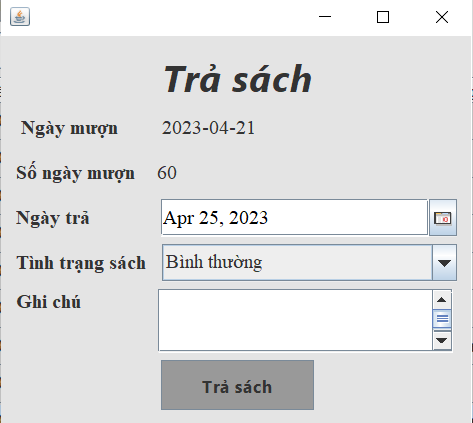 Trả sách
Ngày mượn 2023-04-21
Số ngày mượn 60
Ngày trả Apr 25, 2023
Tình trạng sách Bình thường
Ghi chú
Trả sách